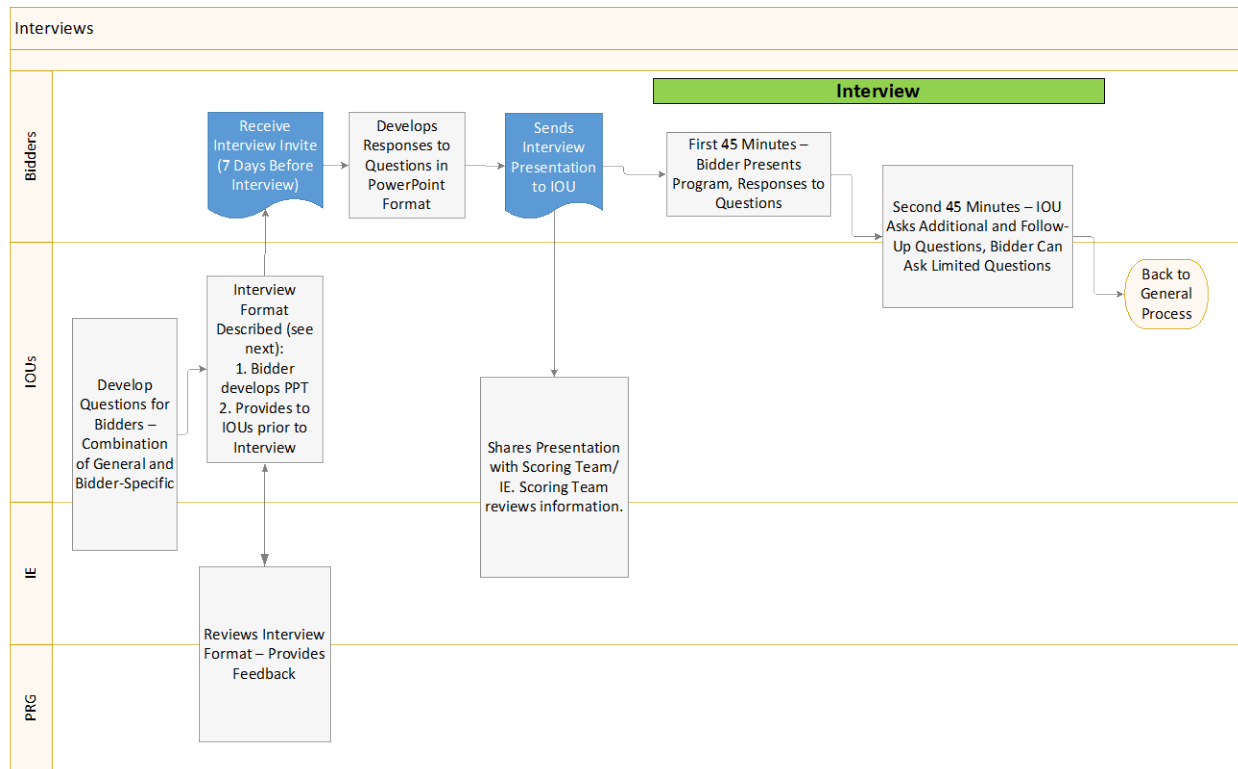 Interviews
Bidders
Interview
Receive
Interview Invite
(7 Days Before
Interview)
Develops
Responses to
Questions in
PowerPoint
Format
Sends
Interview
Presentation
to IOU
First 45 Minutes –
Bidder Presents
Program, Responses to
Questions
Second 45 Minutes – IOU
Asks Additional and Follow-
Up Questions, Bidder Can
Ask Limited Questions
Back to
General
Process
IOUs
Develop
Questions for
Bidders –
Combination
of General and
Bidder-Specific
Interview
Format
Described (see
next):
1. Bidder
develops PPT
2. Provides to
IOUs prior to
Interview
Shares Presentation
with Scoring Team/
IE. Scoring Team
reviews information.
IE
Reviews Interview
Format – Provides
Feedback
PRG